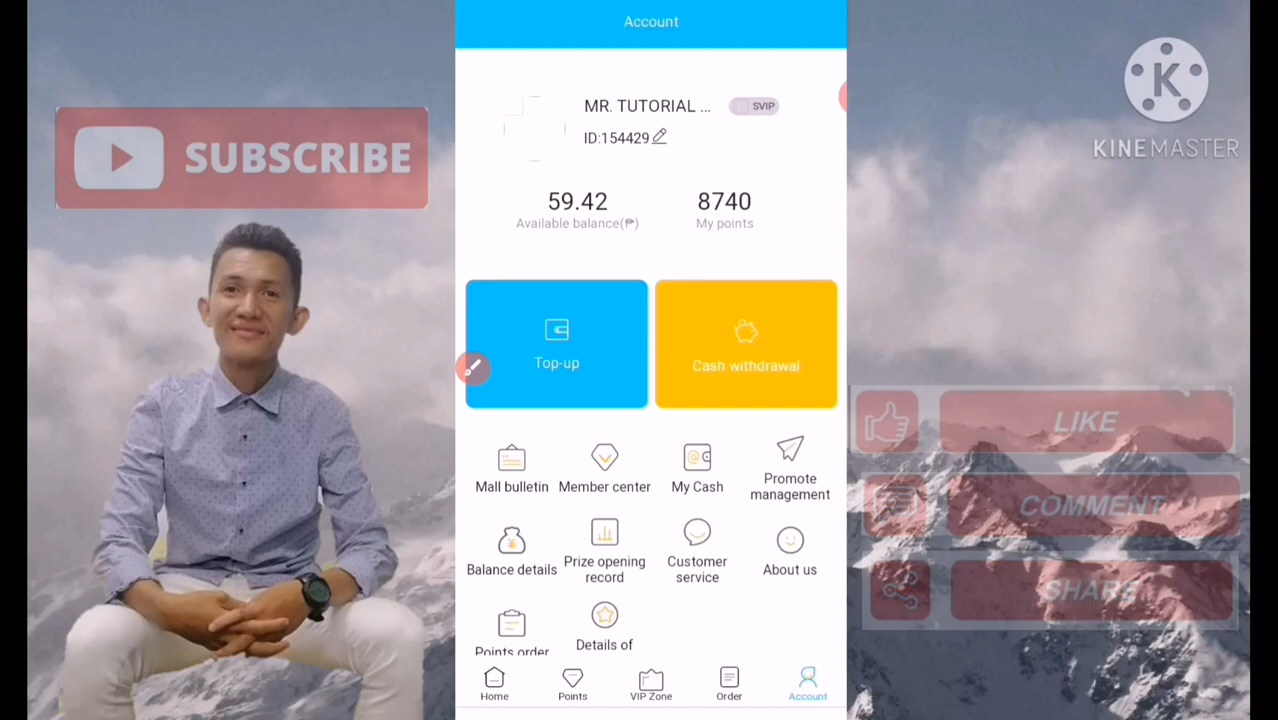 Account
SUBSCRIBE
MR. TUTORIAL ...
SVIP
ID:154429
59.42
8740
Available balance(₱)
My points
K
KINEMASTER
Top-up
Cash withdrawal
LIKE
COMMENT
SHARE
Mall bulletin
Member center
My Cash
Promote
management
Balance details
Prize opening
record
Customer
service
About us
Points order
Details of
Home
Points
VIP Zone
Order
Account